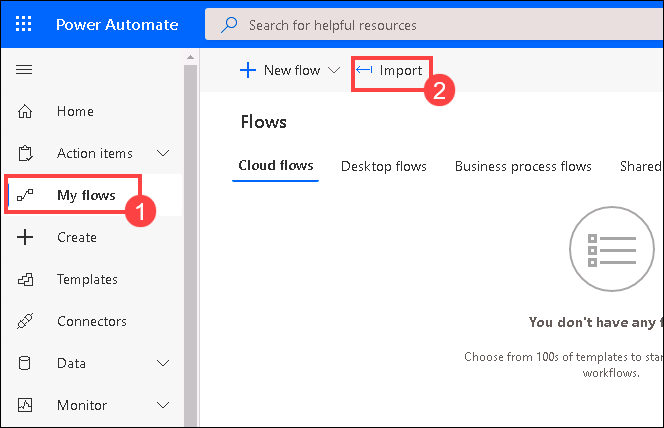 Power Automate
Search for helpful resources
New flow
Import
2
Home
Flows
Action items
Cloud flows
Desktop flows
Business process flows
Shared
My flows
1
Create
Templates
Connectors
You don't have any f
Data
Choose from 100s of templates to star
workflows.
Monitor